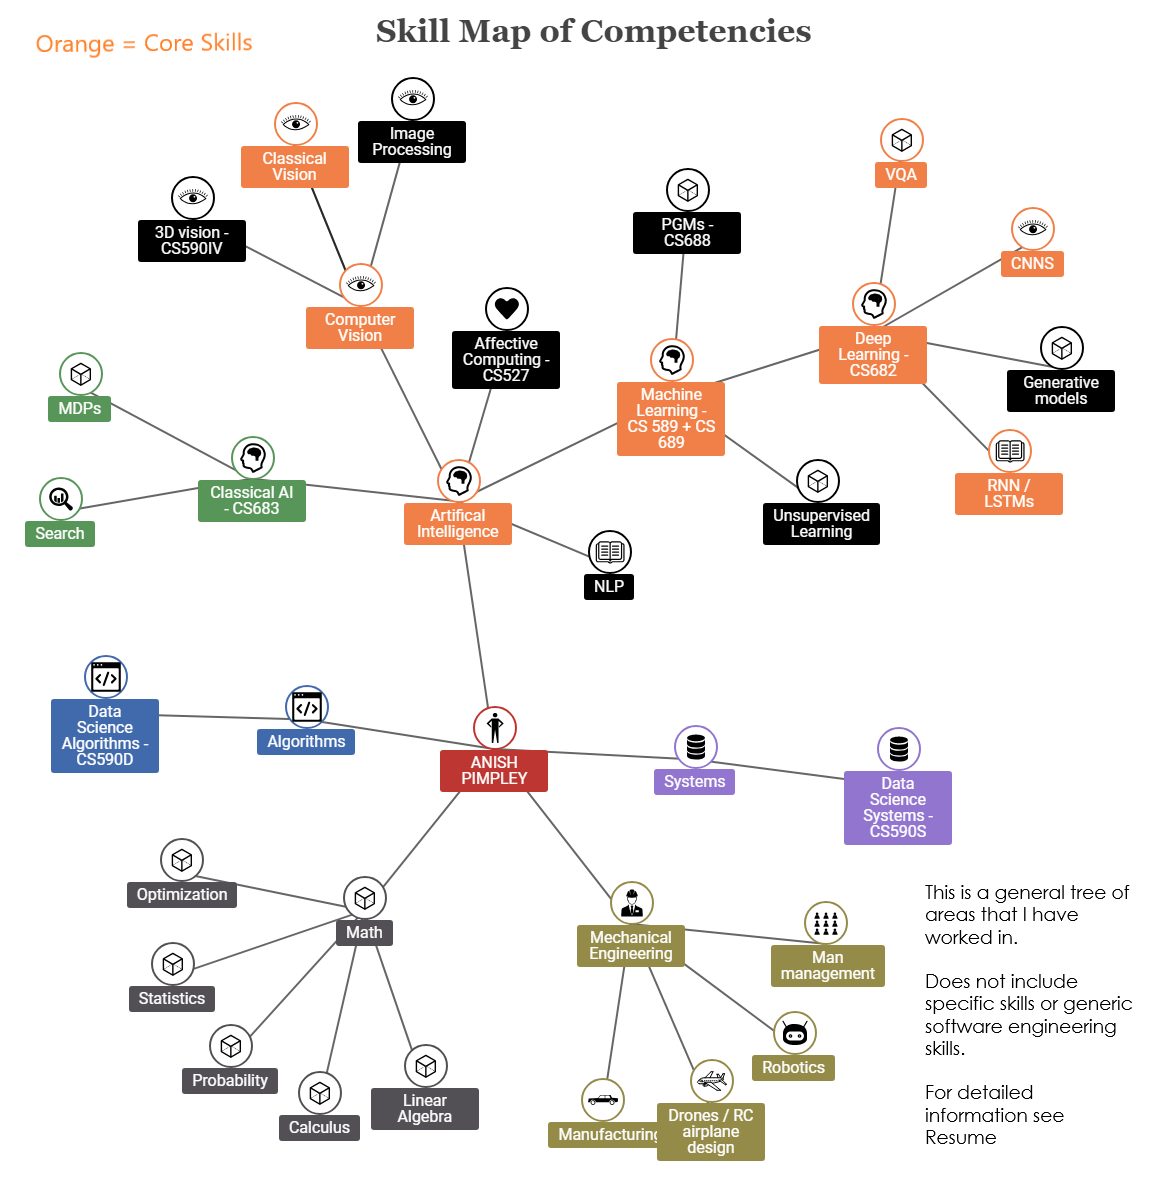 Skill Map of Competencies
Orange = Core Skills
Image
Processing
Classical
Vision
3D vision -
CS590IV
Computer
Vision
Affective
Computing -
CS527
PGMs -
CS688
VQA
CNNS
Deep
Learning -
CS682
Generative
models
Machine
Learning -
CS 589 + CS
689
RNN /
LSTMs
Unsupervised
Learning
MDPs
Classical AI
- CS683
Search
Artifical
Intelligence
NLP
Data
Science
Algorithms -
CS590D
Algorithms
ANISH
PIMPLEY
Systems
Data
Science
Systems -
CS590S
Optimization
Math
Statistics
Probability
Calculus
Linear
Algebra
Mechanical
Engineering
Man
management
Robotics
Manufacturing
Drones / RC
airplane
design
This is a general tree of
areas that I have
worked in.
Does not include
specific skills or generic
software engineering
skills.
For detailed
information see
Resume